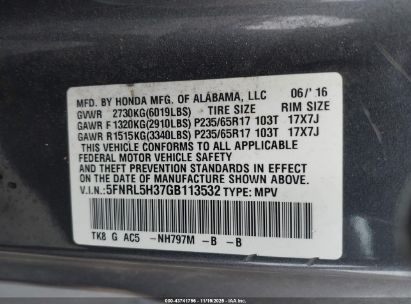 MFD. BY HONDA MFG. OF ALABAMA, LLC 06/'16
GVWR 2730KG(6019LBS) TIRE SIZE RIM SIZE
GAWR F 1320KG(2910LBS) P235/65R17 103T 17X7J
GAWR R 1515KG(3340LBS) P235/65R17 103T 17X7J
THIS VEHICLE CONFORMS TO ALL APPLICABLE
FEDERAL MOTOR VEHICLE SAFETY, BUMPER,
AND THEFT PREVENTION STANDARDS IN EFFECT
ON THE DATE OF MANUFACTURE SHOWN ABOVE.
V.I.N: 5FNRL5H37GB113532 TYPE: MPV
TK8 G AC5 -NH797M -B -B